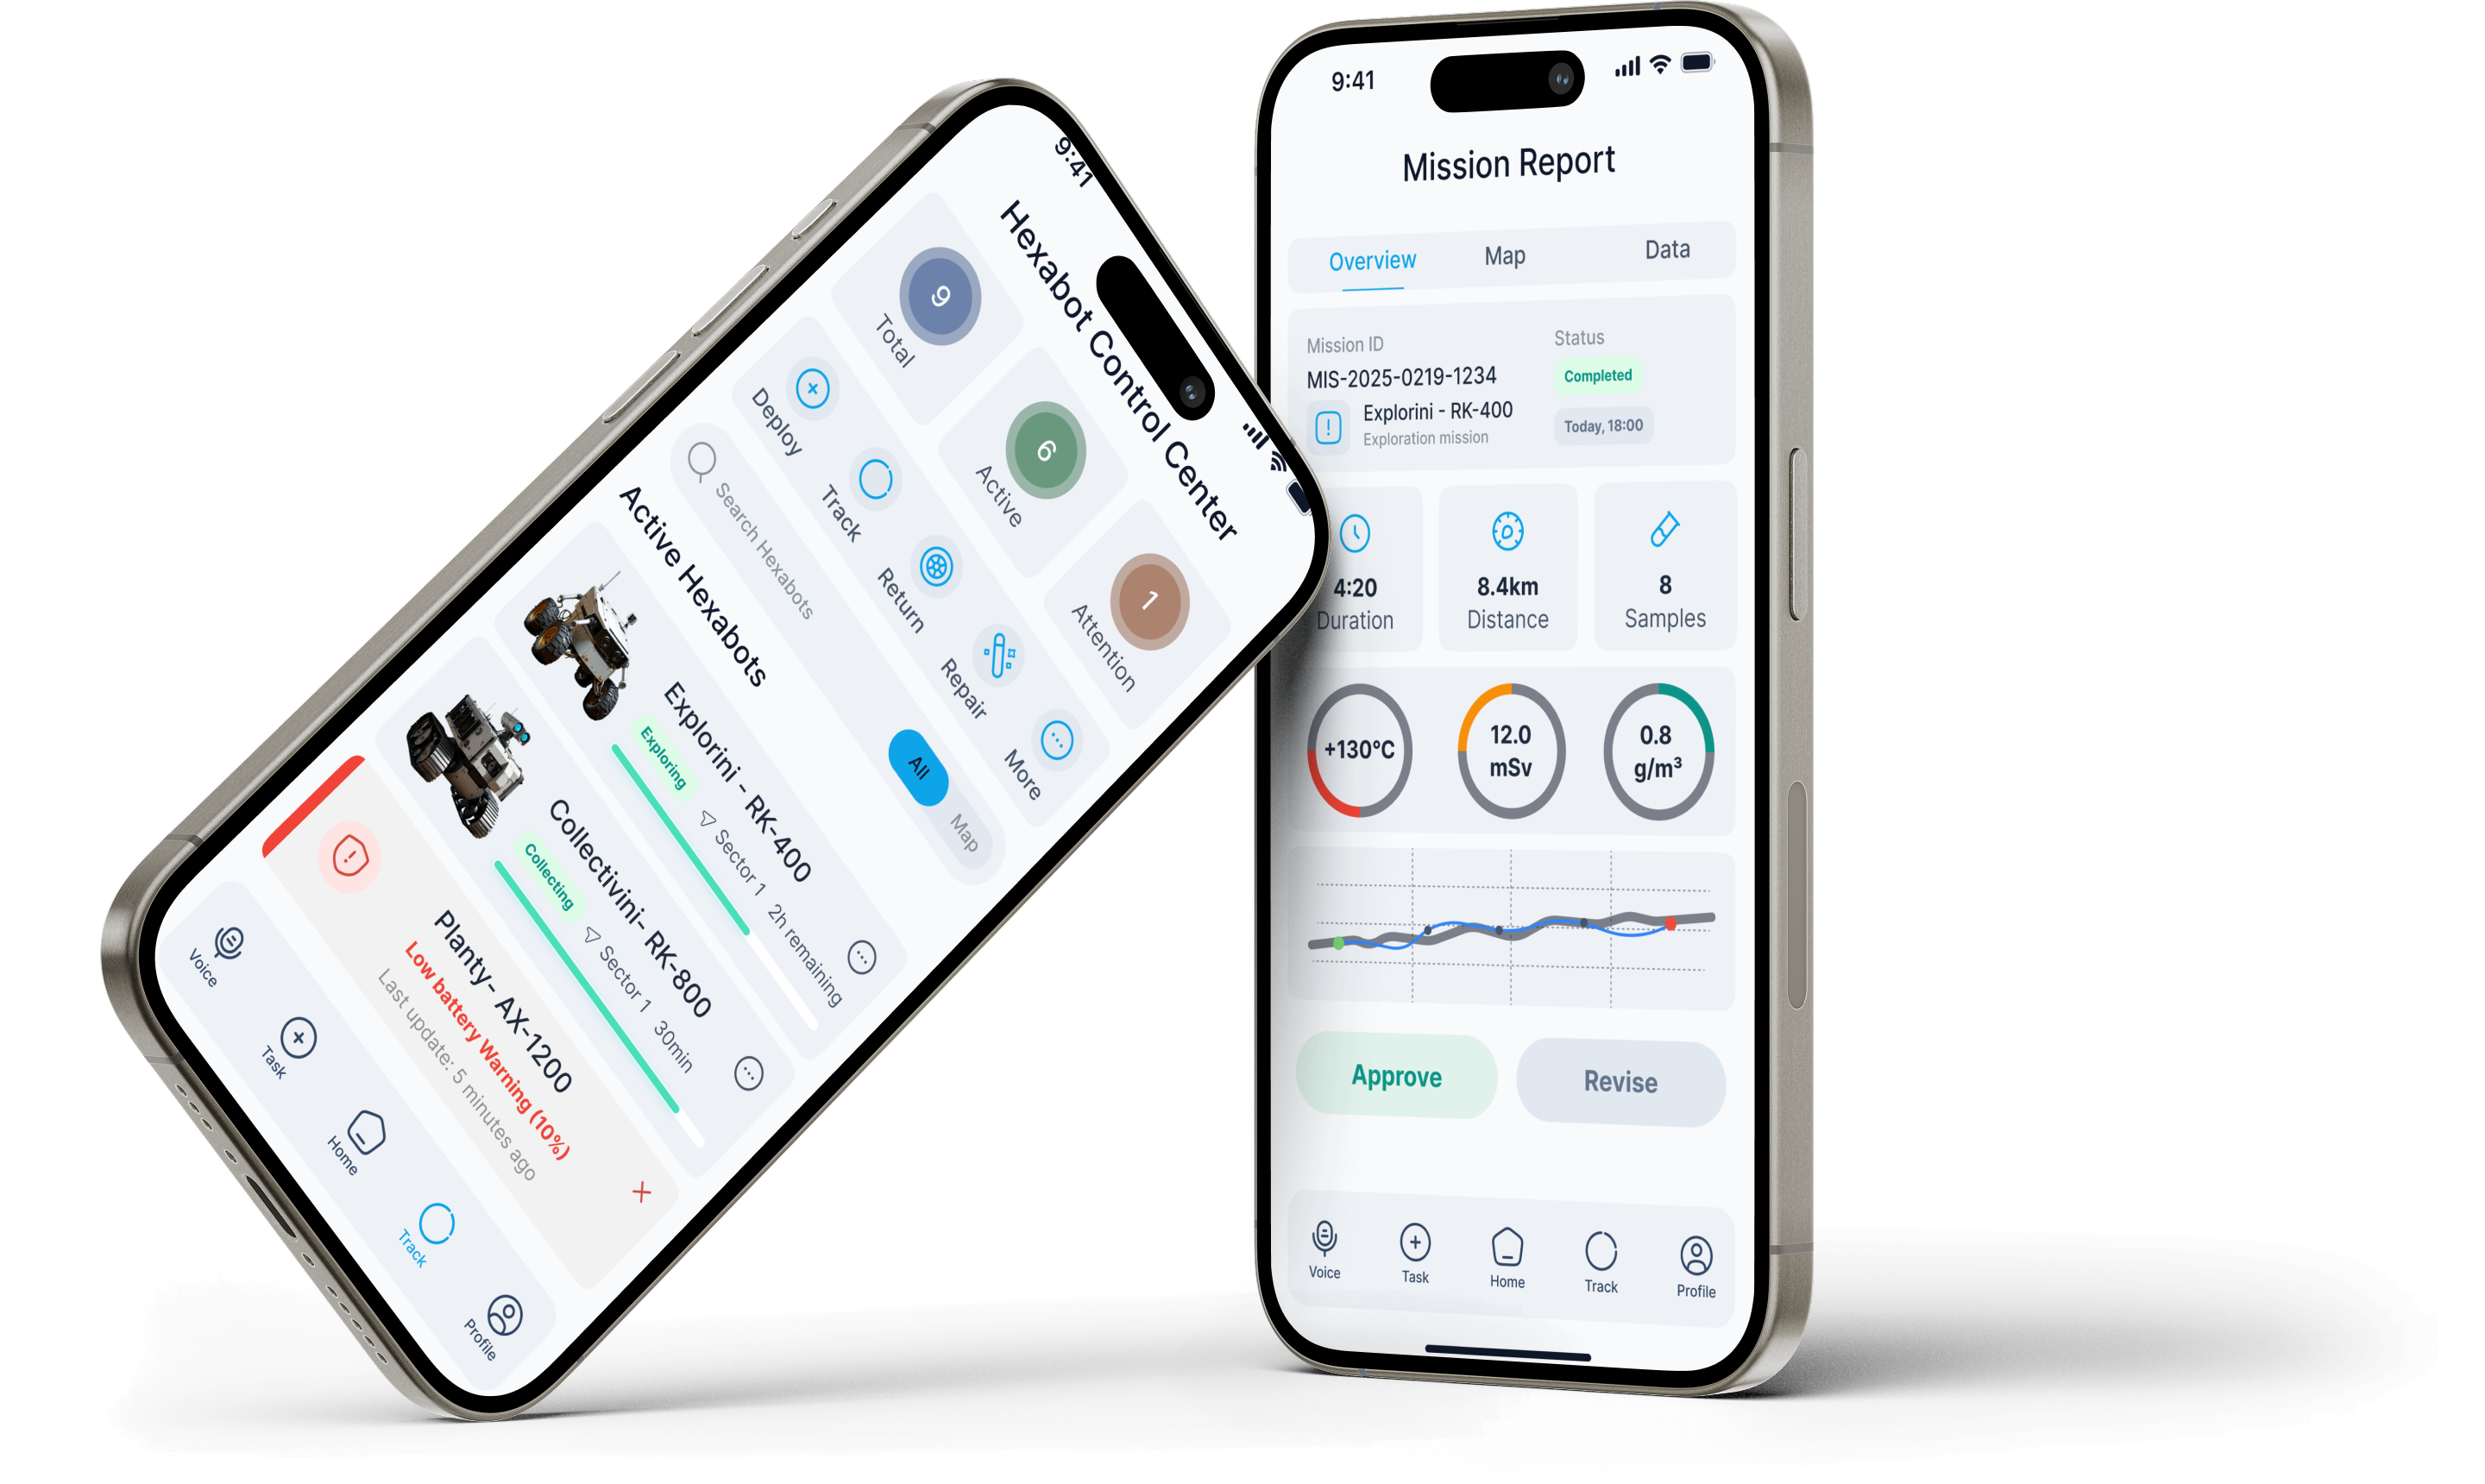 9:41
Hexabot Control Center
9
Total
6
Active
1
Attention
Deploy
Track
Return
Repair
More
Search Hexabots
All
Map
Active Hexabots
Explorini - RK-400
Exploring
Sector 1
2h remaining
Collectivini- RK-800
Collecting
Sector 1
30min
Planty- AX-1200
Low battery Warning (10%)
Last update: 5 minutes ago
Voice
Task
Home
Track
Profile
9:41
Mission Report
Overview
Map
Data
Mission ID
Status
MIS-2025-0219-1234
Completed
Explorini - RK-400
Exploration mission
Today, 18:00
4:20
Duration
8.4km
Distance
8
Samples
+130°C
12.0
mSv
0.8
g/m³
Approve
Revise
Voice
Task
Home
Track
Profile